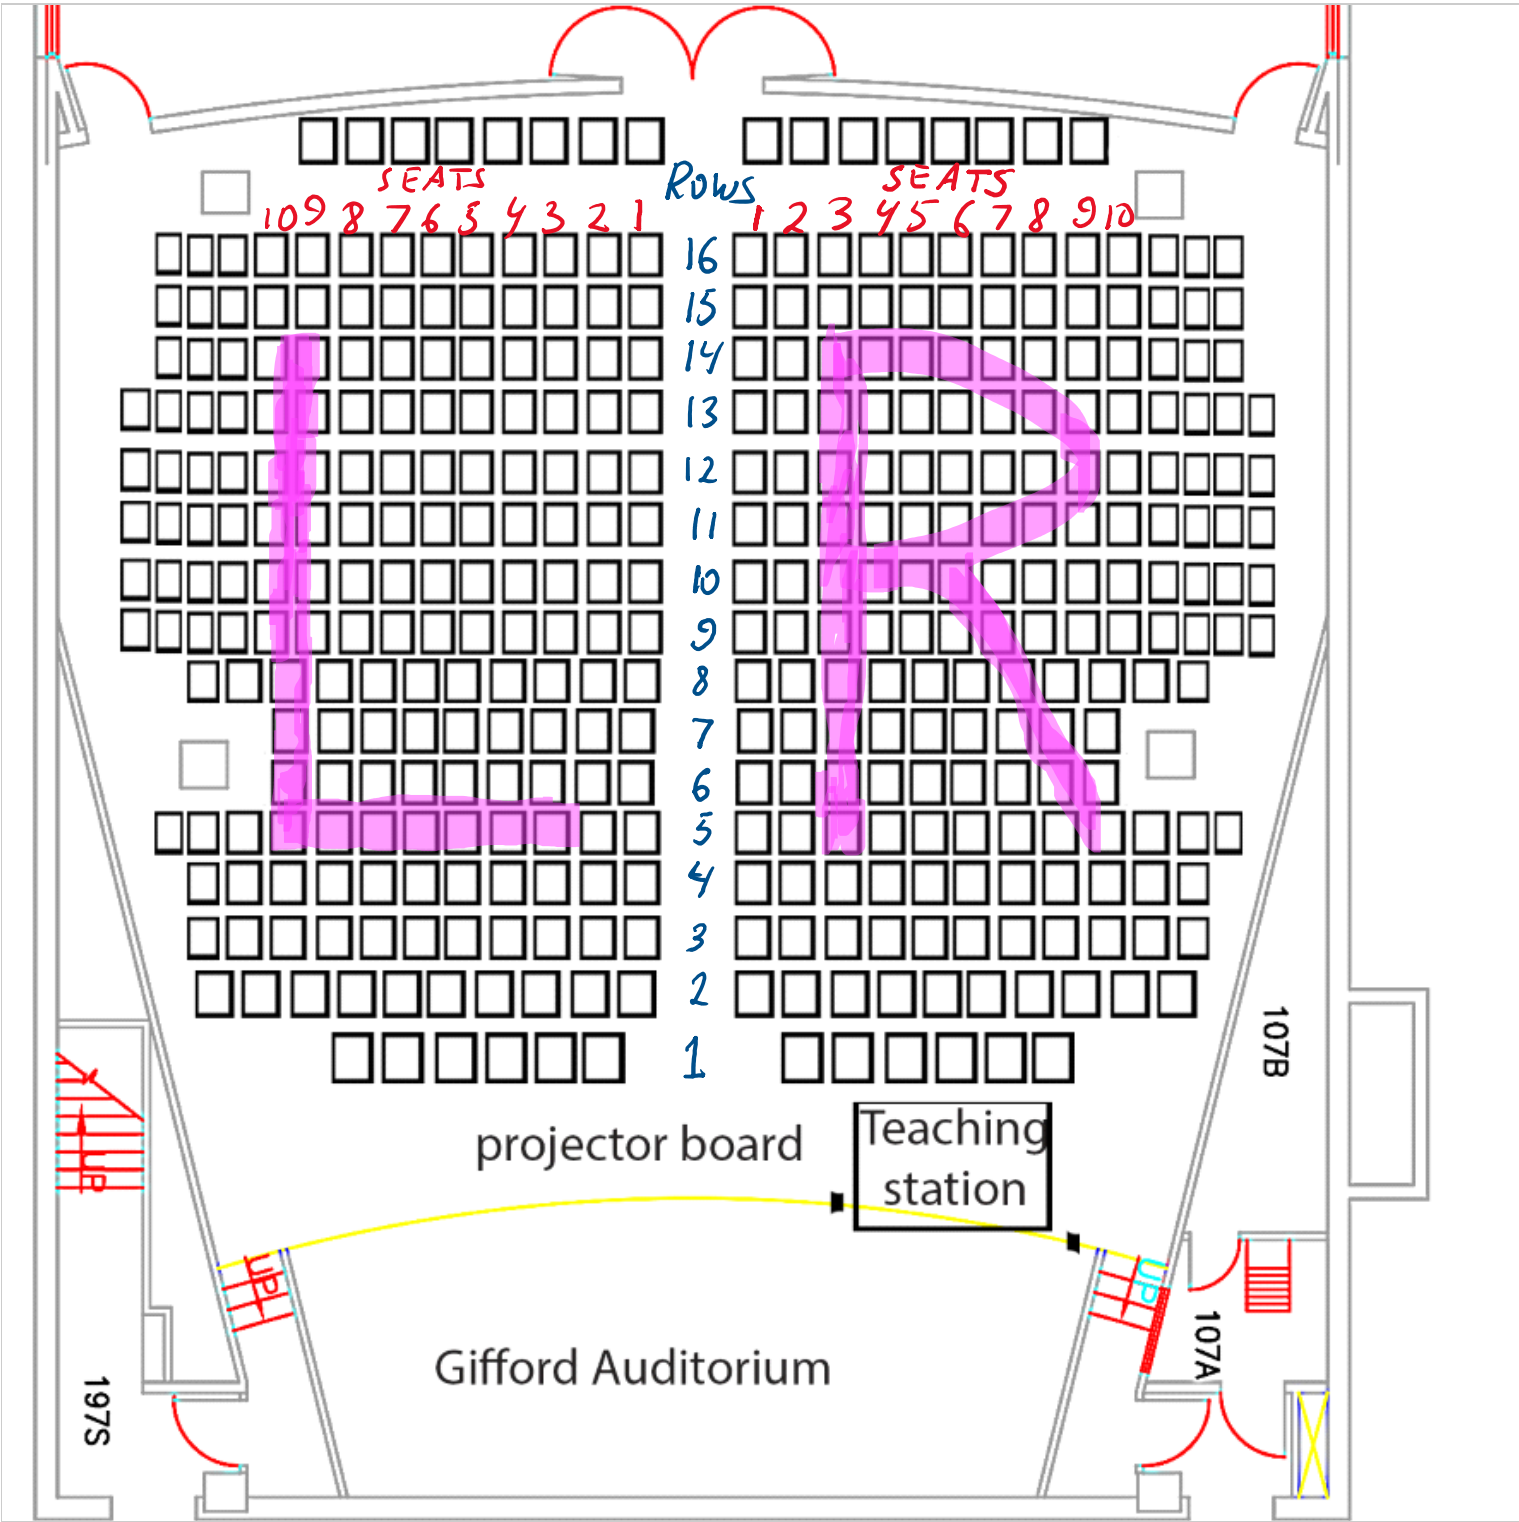 SEATS ROWS SEATS
10 9 8 7 6 5 4 3 2 1 1 2 3 4 5 6 7 8 9 10
16
15
14
13
12
11
10
9
8
7
6
5
4
3
2
1
L R
107B
projector board
Teaching
station
UP
UP
UP
Gifford Auditorium
107A
197S